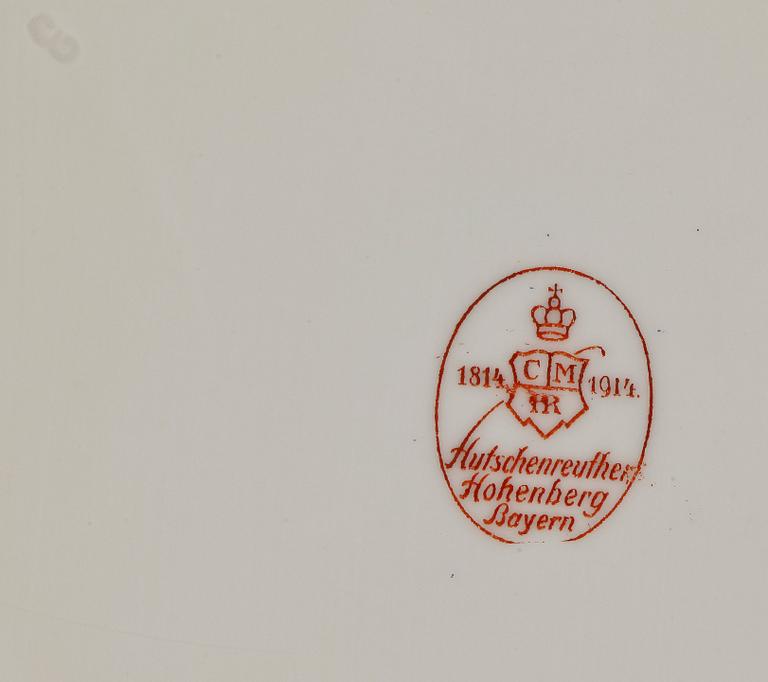 1814. C M 1914.
HR
Hutschenreuther
Hohenberg
Bayern